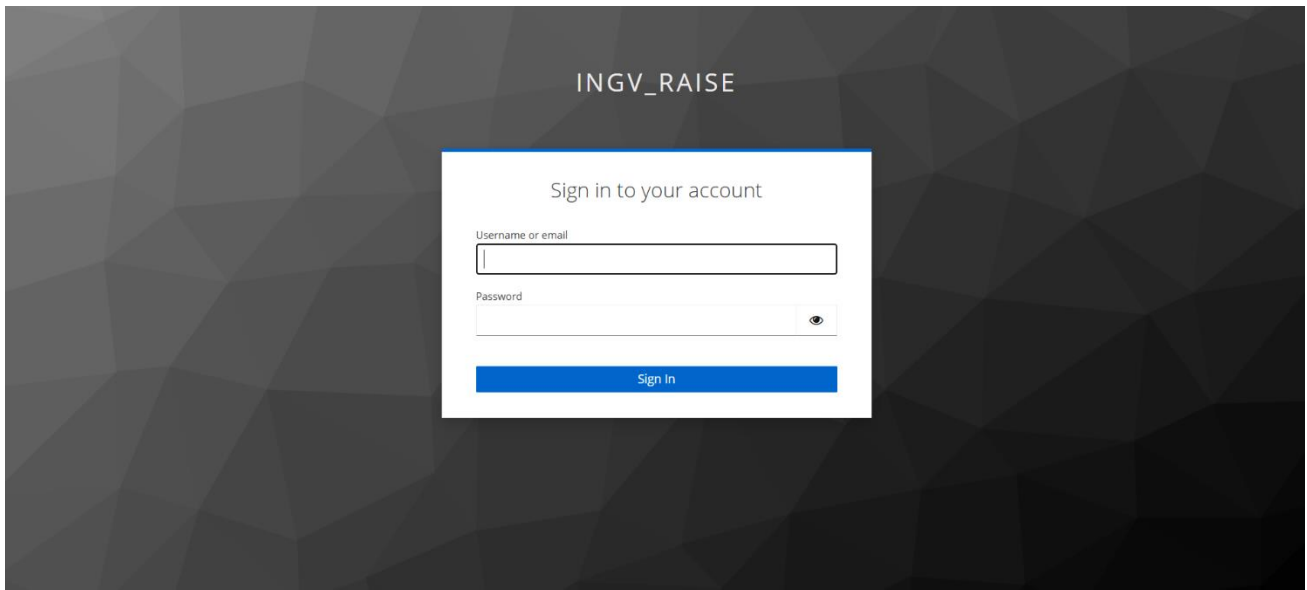 INGV_RAISE
Sign in to your account
Username or email
Password
Sign In